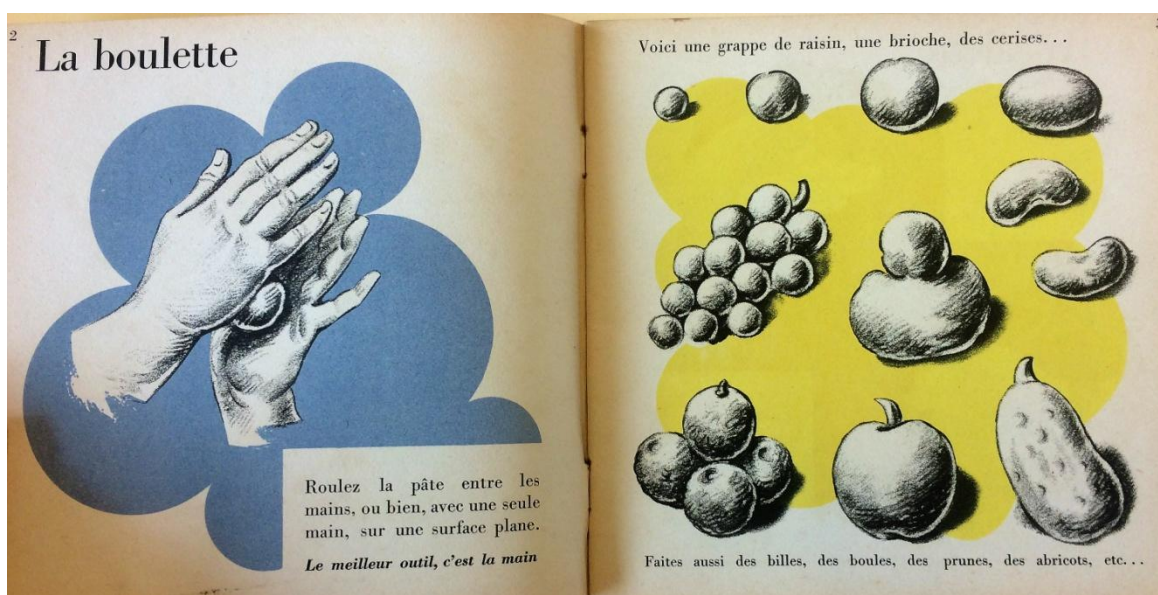 2
La boulette
Roulez la pâte entre les
mains, ou bien, avec une seule
main, sur une surface plane.
Le meilleur outil, c'est la main
Voici une grappe de raisin, une brioche, des cerises...
Faites aussi des billes, des boules, des prunes, des abricots, etc...